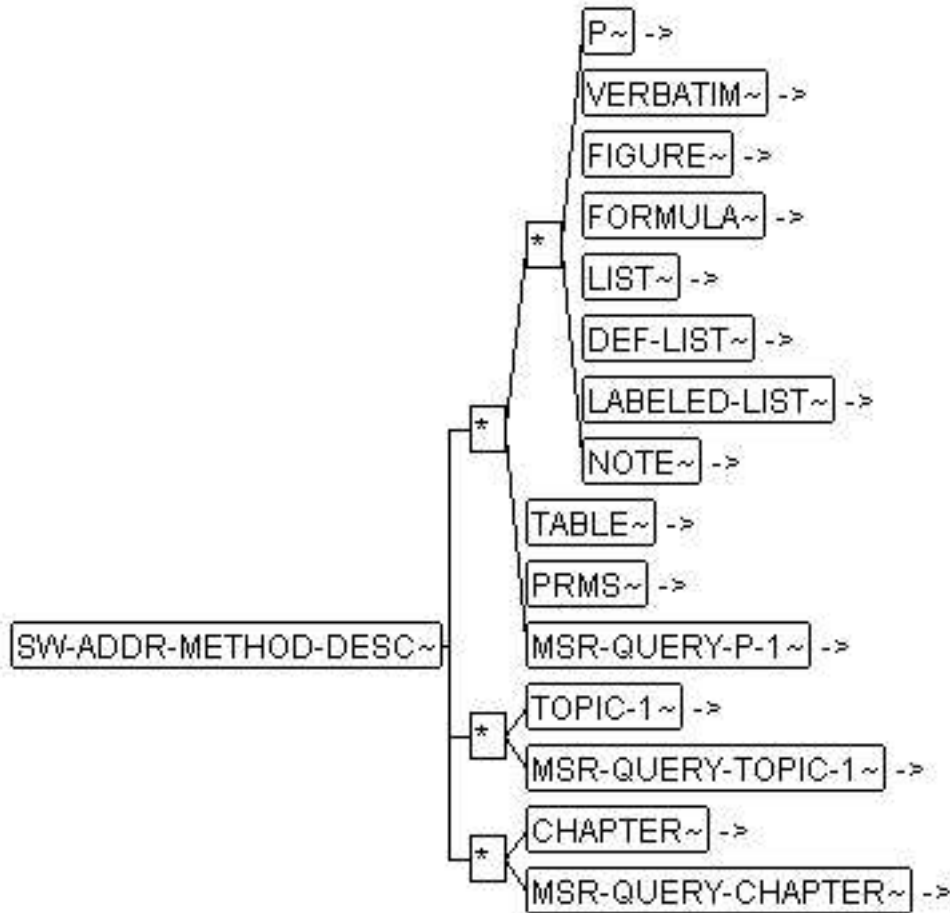 P~ ->
VERBATIM~ ->
FIGURE~ ->
FORMULA~ ->
*
LIST~ ->
DEF-LIST~ ->
LABELED-LIST~ ->
*
NOTE~ ->
TABLE~ ->
PRMS~ ->
SW-ADDR-METHOD-DESC~
MSR-QUERY-P-1~ ->
TOPIC-1~ ->
*
MSR-QUERY-TOPIC-1~ ->
CHAPTER~ ->
*
MSR-QUERY-CHAPTER~ ->